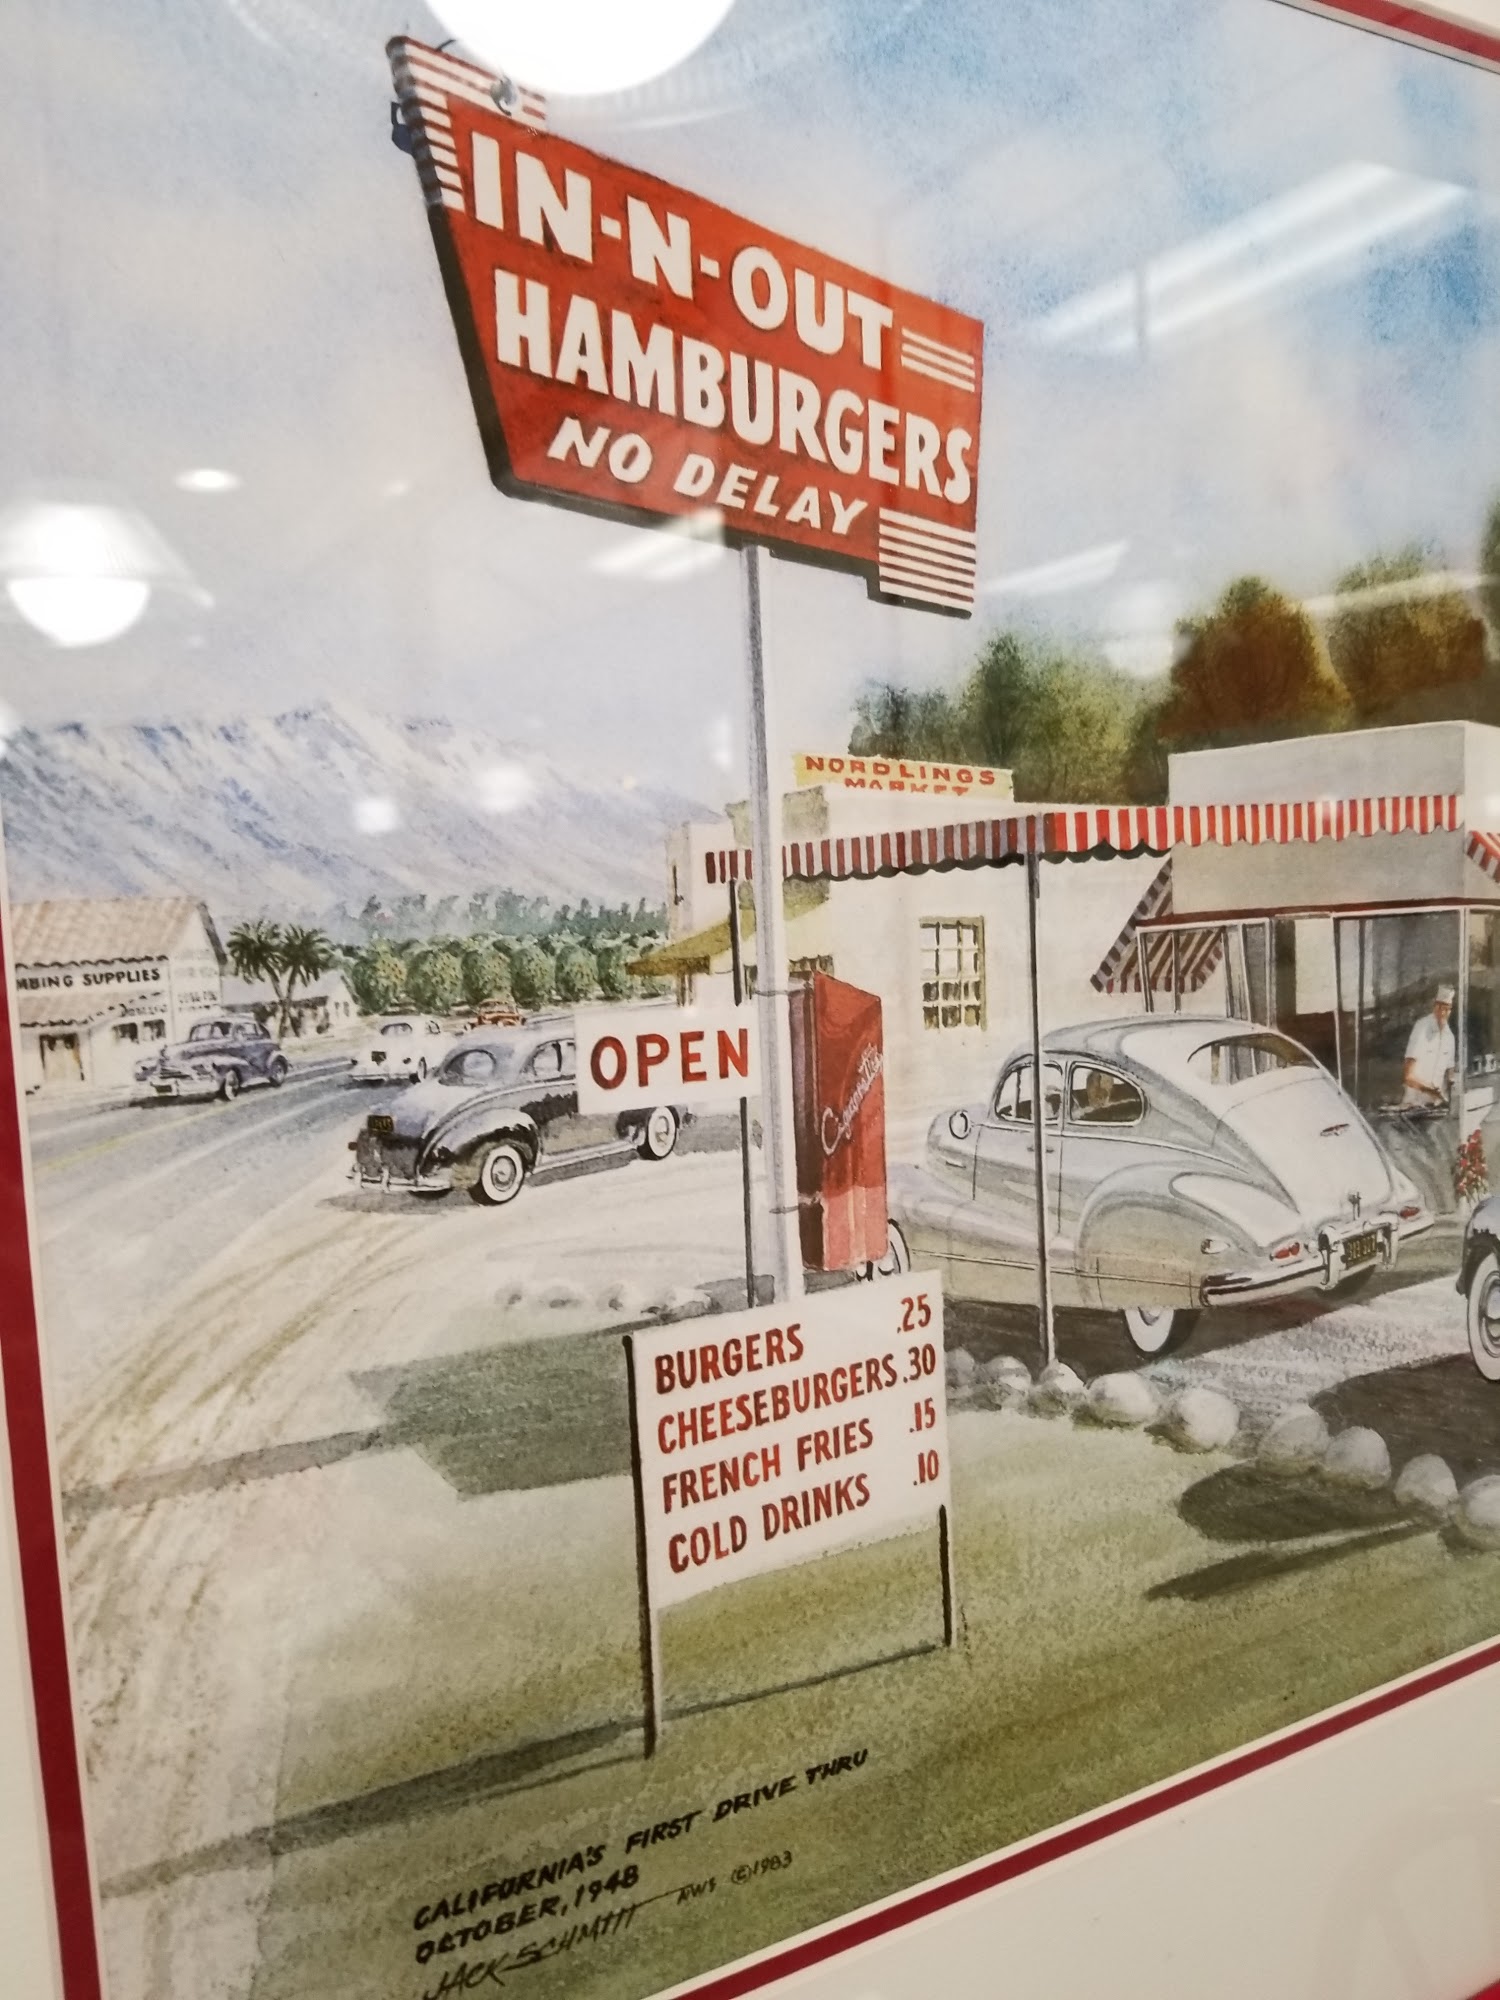 IN-N-OUT
HAMBURGERS
NO DELAY
NORDLINGS
MARKET
MBING SUPPLIES
OPEN
BURGERS .25
CHEESEBURGERS .30
FRENCH FRIES .15
COLD DRINKS .10
CALIFORNIA'S FIRST DRIVE THRU
OCTOBER, 1948
JACK SCHMITT AWS ©1983